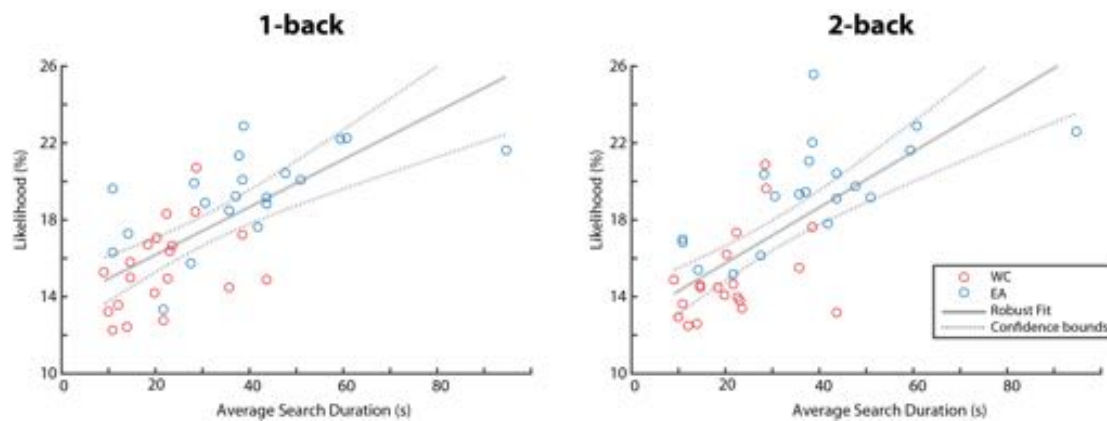 1-back
26
22
18
14
10
Likelihood (%)
0 20 40 60 80
Average Search Duration (s)
2-back
26
22
18
14
10
Likelihood (%)
0 20 40 60 80
Average Search Duration (s)
WC
EA
Robust Fit
Confidence bounds